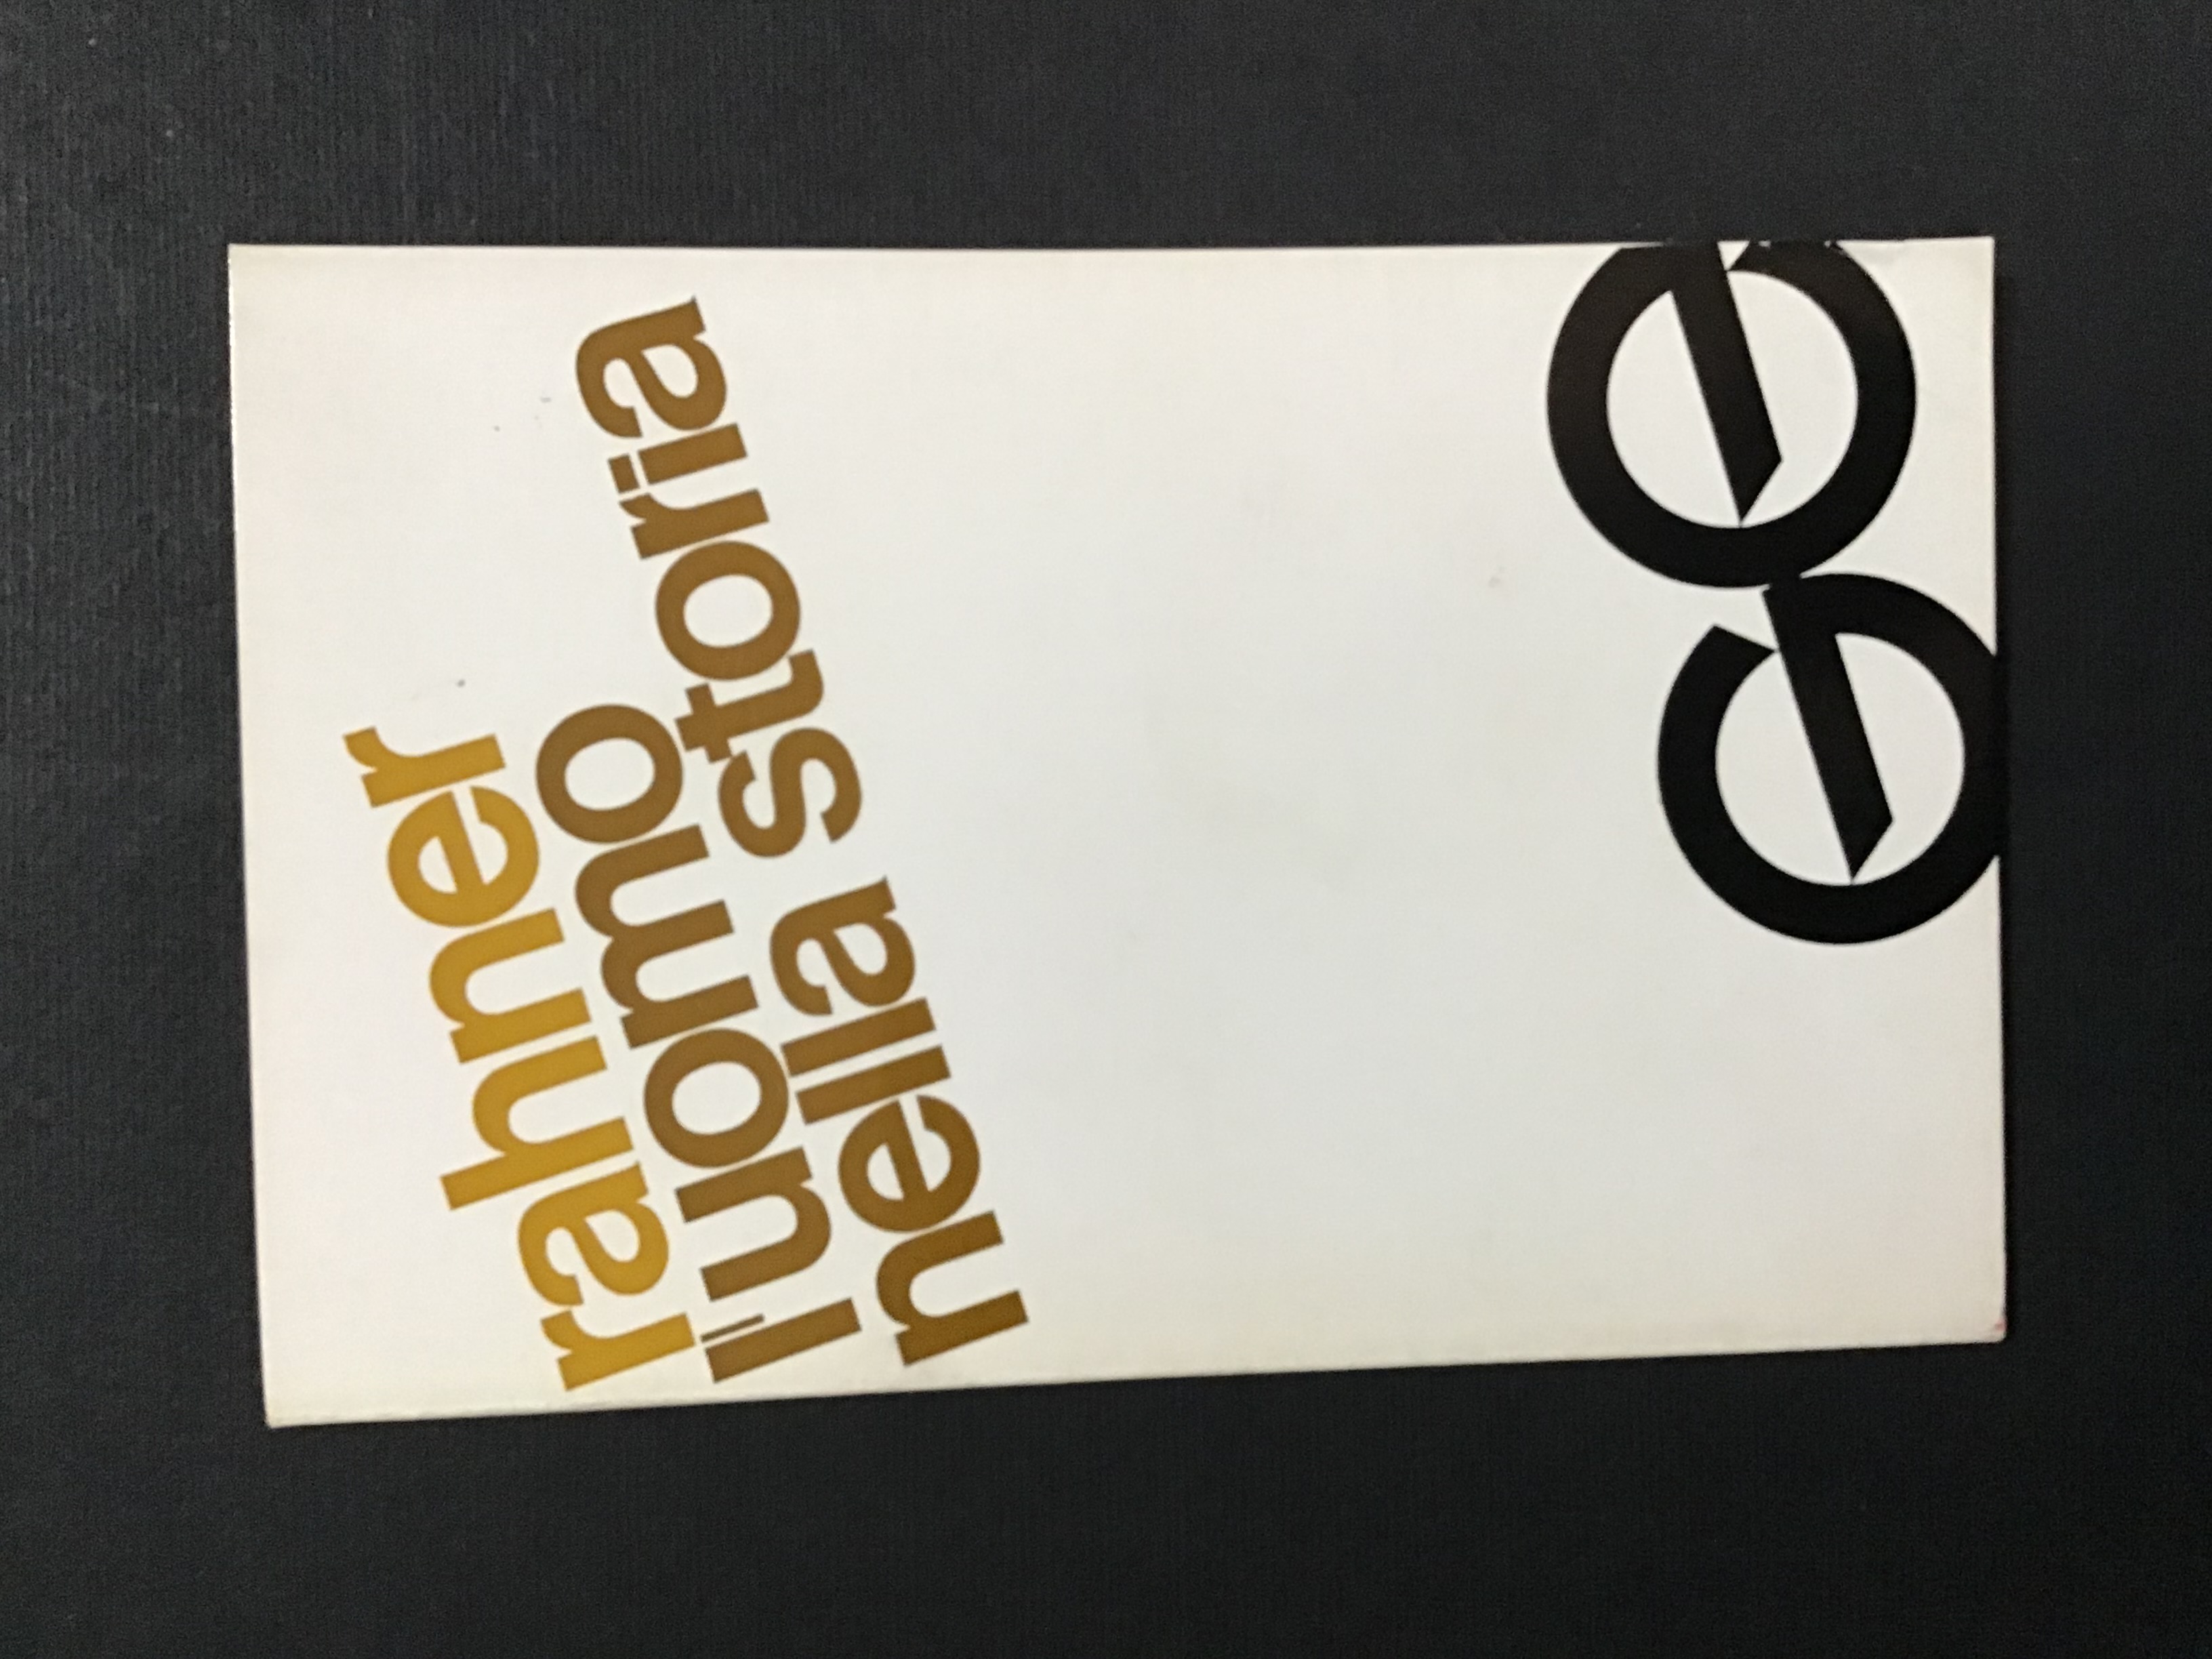 rahner
l'uomo
nella storia